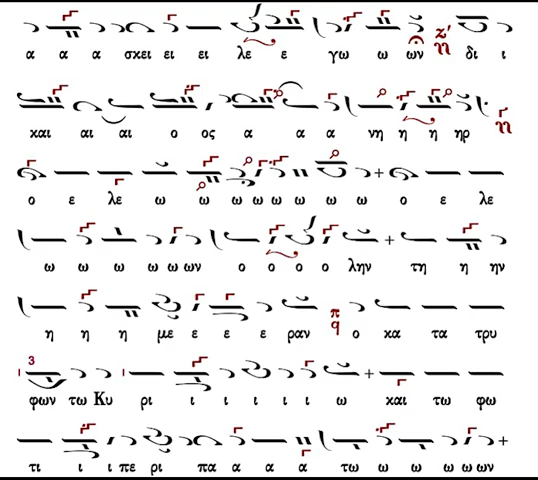 α α α σκει ει ει λε ε γω ω ων δι ι
και αι αι ο ος α α α νη η η ηρ
ο ε λε ω ω ω ω ω ω ω ω ο ε λε
ω ω ω ω ω ων ο ο ο ο λην τη η ην
η η η με ε ε ε ραν ο κα τα τρυ
φων τω Κυ ρι ι ι ι ι ι ω και τω φω
τι ι ι πε ρι πα α α α τω ω ω ω ω ων